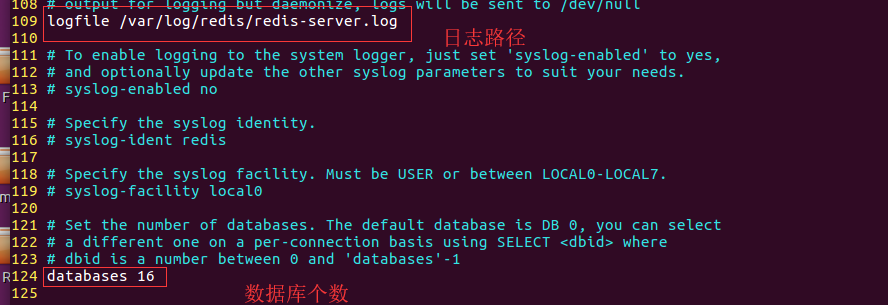 108 # output for logging but daemonize, logs will be sent to /dev/null
109 logfile /var/log/redis/redis-server.log
110
日志路径
111 # To enable logging to the system logger, just set 'syslog-enabled' to yes,
112 # and optionally update the other syslog parameters to suit your needs.
113 # syslog-enabled no
114
115 # Specify the syslog identity.
116 # syslog-ident redis
117
118 # Specify the syslog facility. Must be USER or between LOCAL0-LOCAL7.
119 # syslog-facility local0
120
121 # Set the number of databases. The default database is DB 0, you can select
122 # a different one on a per-connection basis using SELECT <dbid> where
123 # dbid is a number between 0 and 'databases'-1
124 databases 16
125
数据库个数